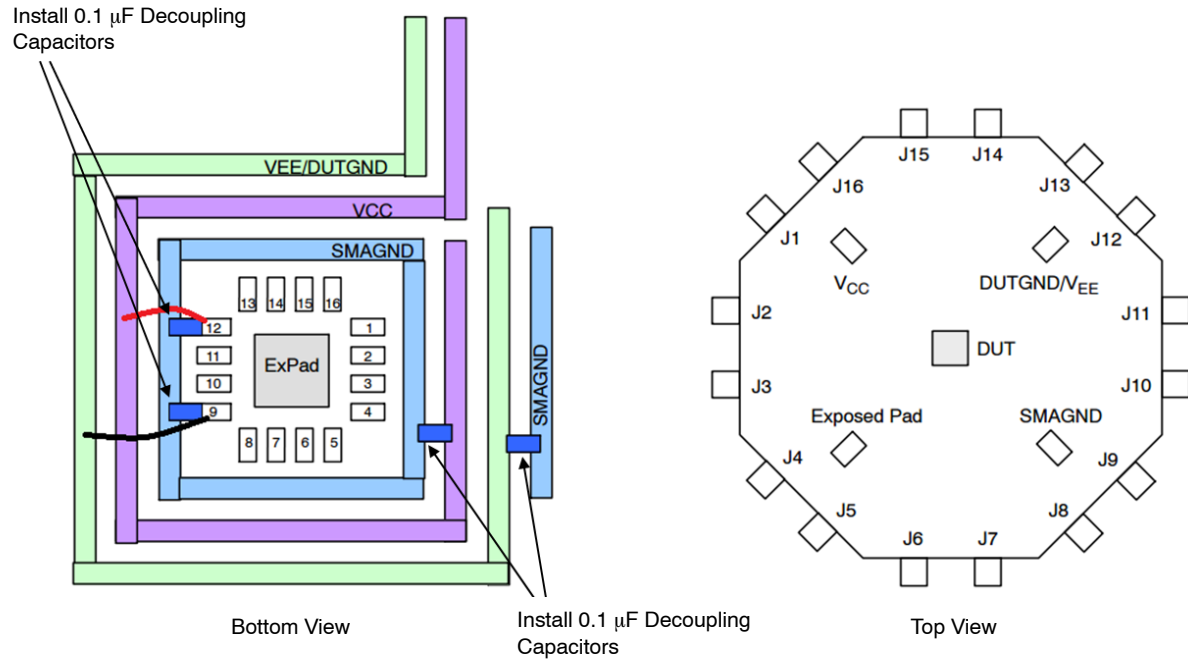 Install 0.1 μF Decoupling
Capacitors
VEE/DUTGND
VCC
SMAGND
13 14 15 16
12
11
10
9
ExPad
1
2
3
4
8 7 6 5
SMAGND
Install 0.1 μF Decoupling
Capacitors
Bottom View
J15 J14
J16 J13
J1 J12
VCC DUTGND/VEE
J2 J11
DUT
J3 J10
Exposed Pad SMAGND
J4 J9
J5 J8
J6 J7
Top View